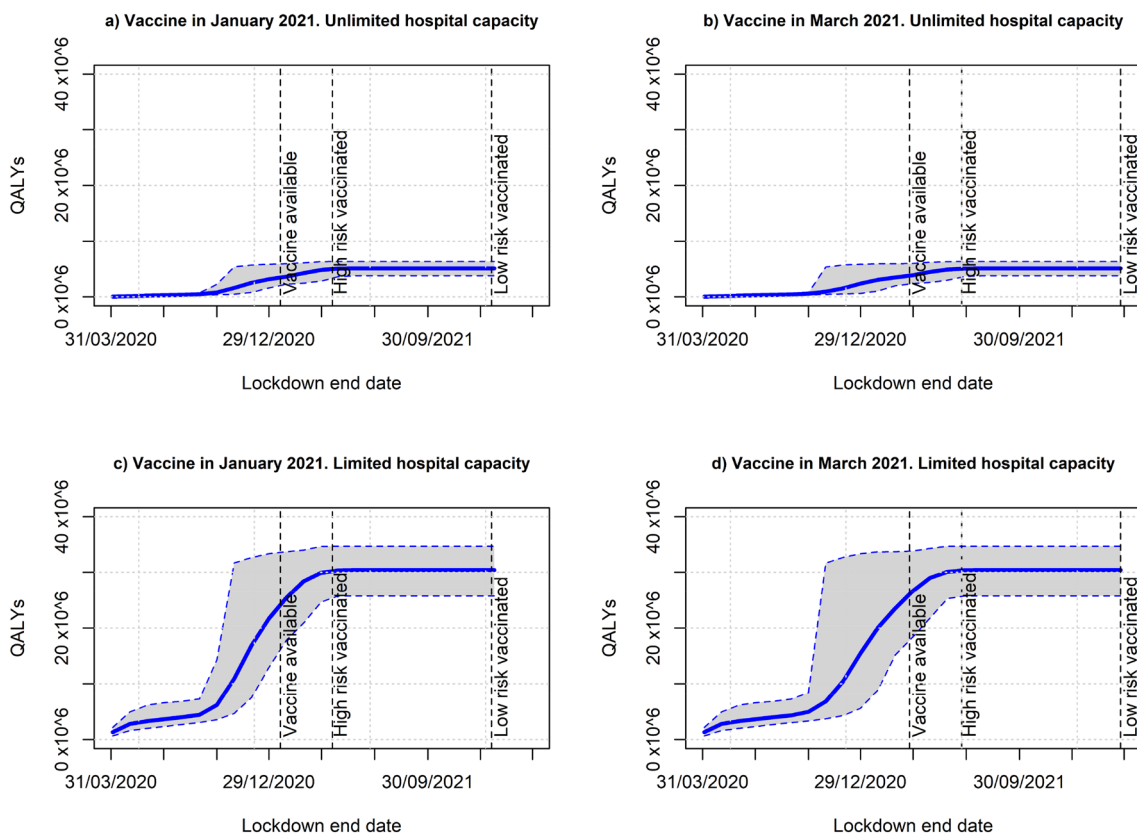 a) Vaccine in January 2021. Unlimited hospital capacity
QALYs
0 x10^6
20 x10^6
40 x10^6
Vaccine available
High risk vaccinated
Low risk vaccinated
31/03/2020
29/12/2020
30/09/2021
Lockdown end date
b) Vaccine in March 2021. Unlimited hospital capacity
QALYs
0 x10^6
20 x10^6
40 x10^6
Vaccine available
High risk vaccinated
Low risk vaccinated
31/03/2020
29/12/2020
30/09/2021
Lockdown end date
c) Vaccine in January 2021. Limited hospital capacity
QALYs
0 x10^6
20 x10^6
40 x10^6
Vaccine available
High risk vaccinated
Low risk vaccinated
31/03/2020
29/12/2020
30/09/2021
Lockdown end date
d) Vaccine in March 2021. Limited hospital capacity
QALYs
0 x10^6
20 x10^6
40 x10^6
Vaccine available
High risk vaccinated
Low risk vaccinated
31/03/2020
29/12/2020
30/09/2021
Lockdown end date